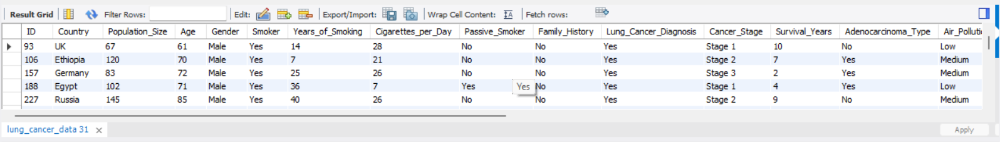 Result Grid Filter Rows: Edit: Export/Import: Wrap Cell Content: IA Fetch rows:
ID Country Population_Size Age Gender Smoker Years_of_Smoking Cigarettes_per_Day Passive_Smoker Family_History Lung_Cancer_Diagnosis Cancer_Stage Survival_Years Adenocarcinoma_Type Air_Polluti
93 UK 67 61 Male Yes 14 28 No No Yes Stage 1 10 No Low
106 Ethiopia 120 70 Male Yes 7 21 No No Yes Stage 2 7 Yes Medium
157 Germany 83 72 Male Yes 25 26 No No Yes Stage 3 2 Yes Medium
188 Egypt 102 71 Male Yes 36 7 Yes Yes No Yes Stage 1 4 Yes Low
227 Russia 145 85 Male Yes 40 26 No No Yes Stage 2 9 No Medium
lung_cancer_data 31 Apply